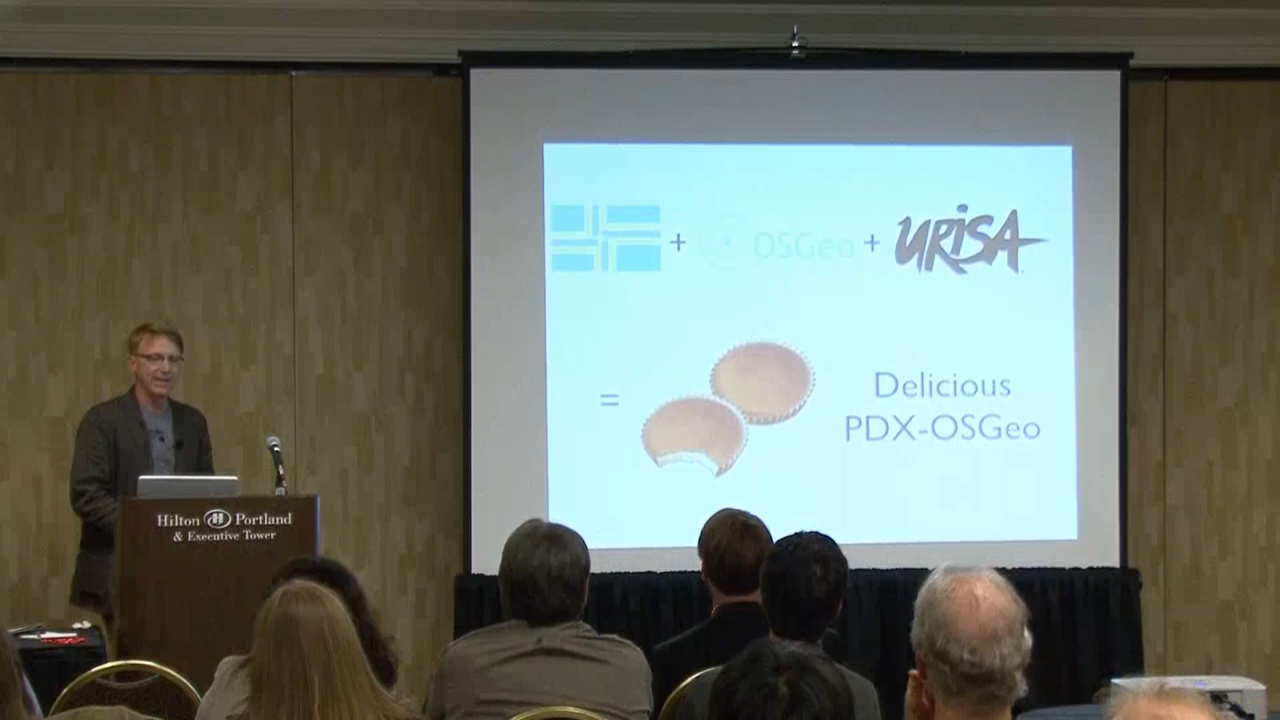 + OSGeo + URISA
= Delicious
PDX-OSGeo
Hilton H Portland
& Executive Tower